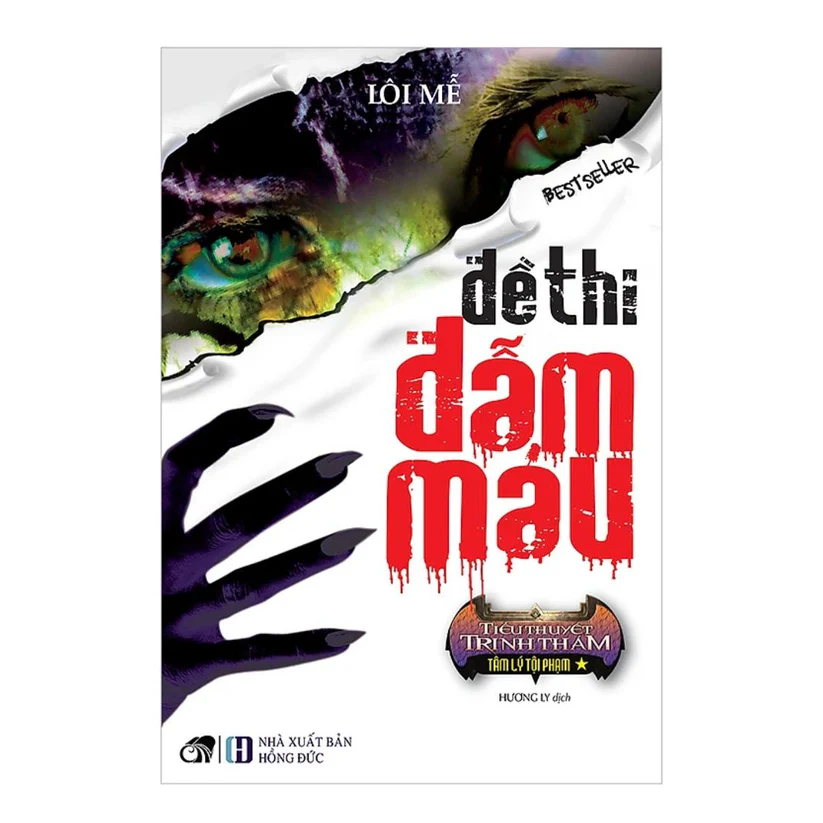 LÔI MỄ
BESTSELLER
đề thi
đẫm
máu
TIỂU THUYẾT
TRINH THÁM
TÂM LÝ TỘI PHẠM
HƯƠNG LY dịch
NHÀ XUẤT BẢN
HỒNG ĐỨC